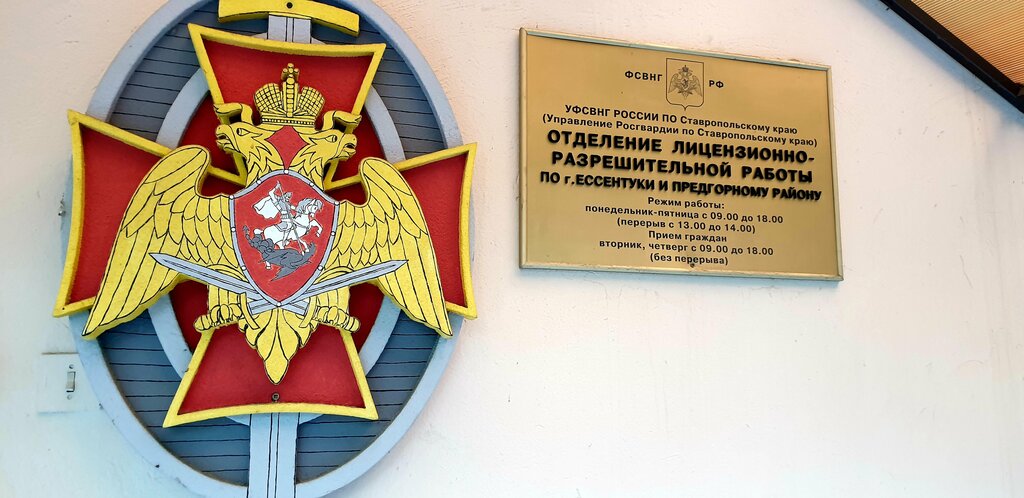 ФСВНГ РФ
УФСВНГ РОССИИ ПО Ставропольскому краю
(Управление Росгвардии по Ставропольскому краю)
ОТДЕЛЕНИЕ ЛИЦЕНЗИОННО-
РАЗРЕШИТЕЛЬНОЙ РАБОТЫ
ПО г.ЕССЕНТУКИ И ПРЕДГОРНОМУ РАЙОНУ
Режим работы:
понедельник-пятница с 09.00 до 18.00
(перерыв с 13.00 до 14.00)
Прием граждан
вторник, четверг с 09.00 до 18.00
(без перерыва)